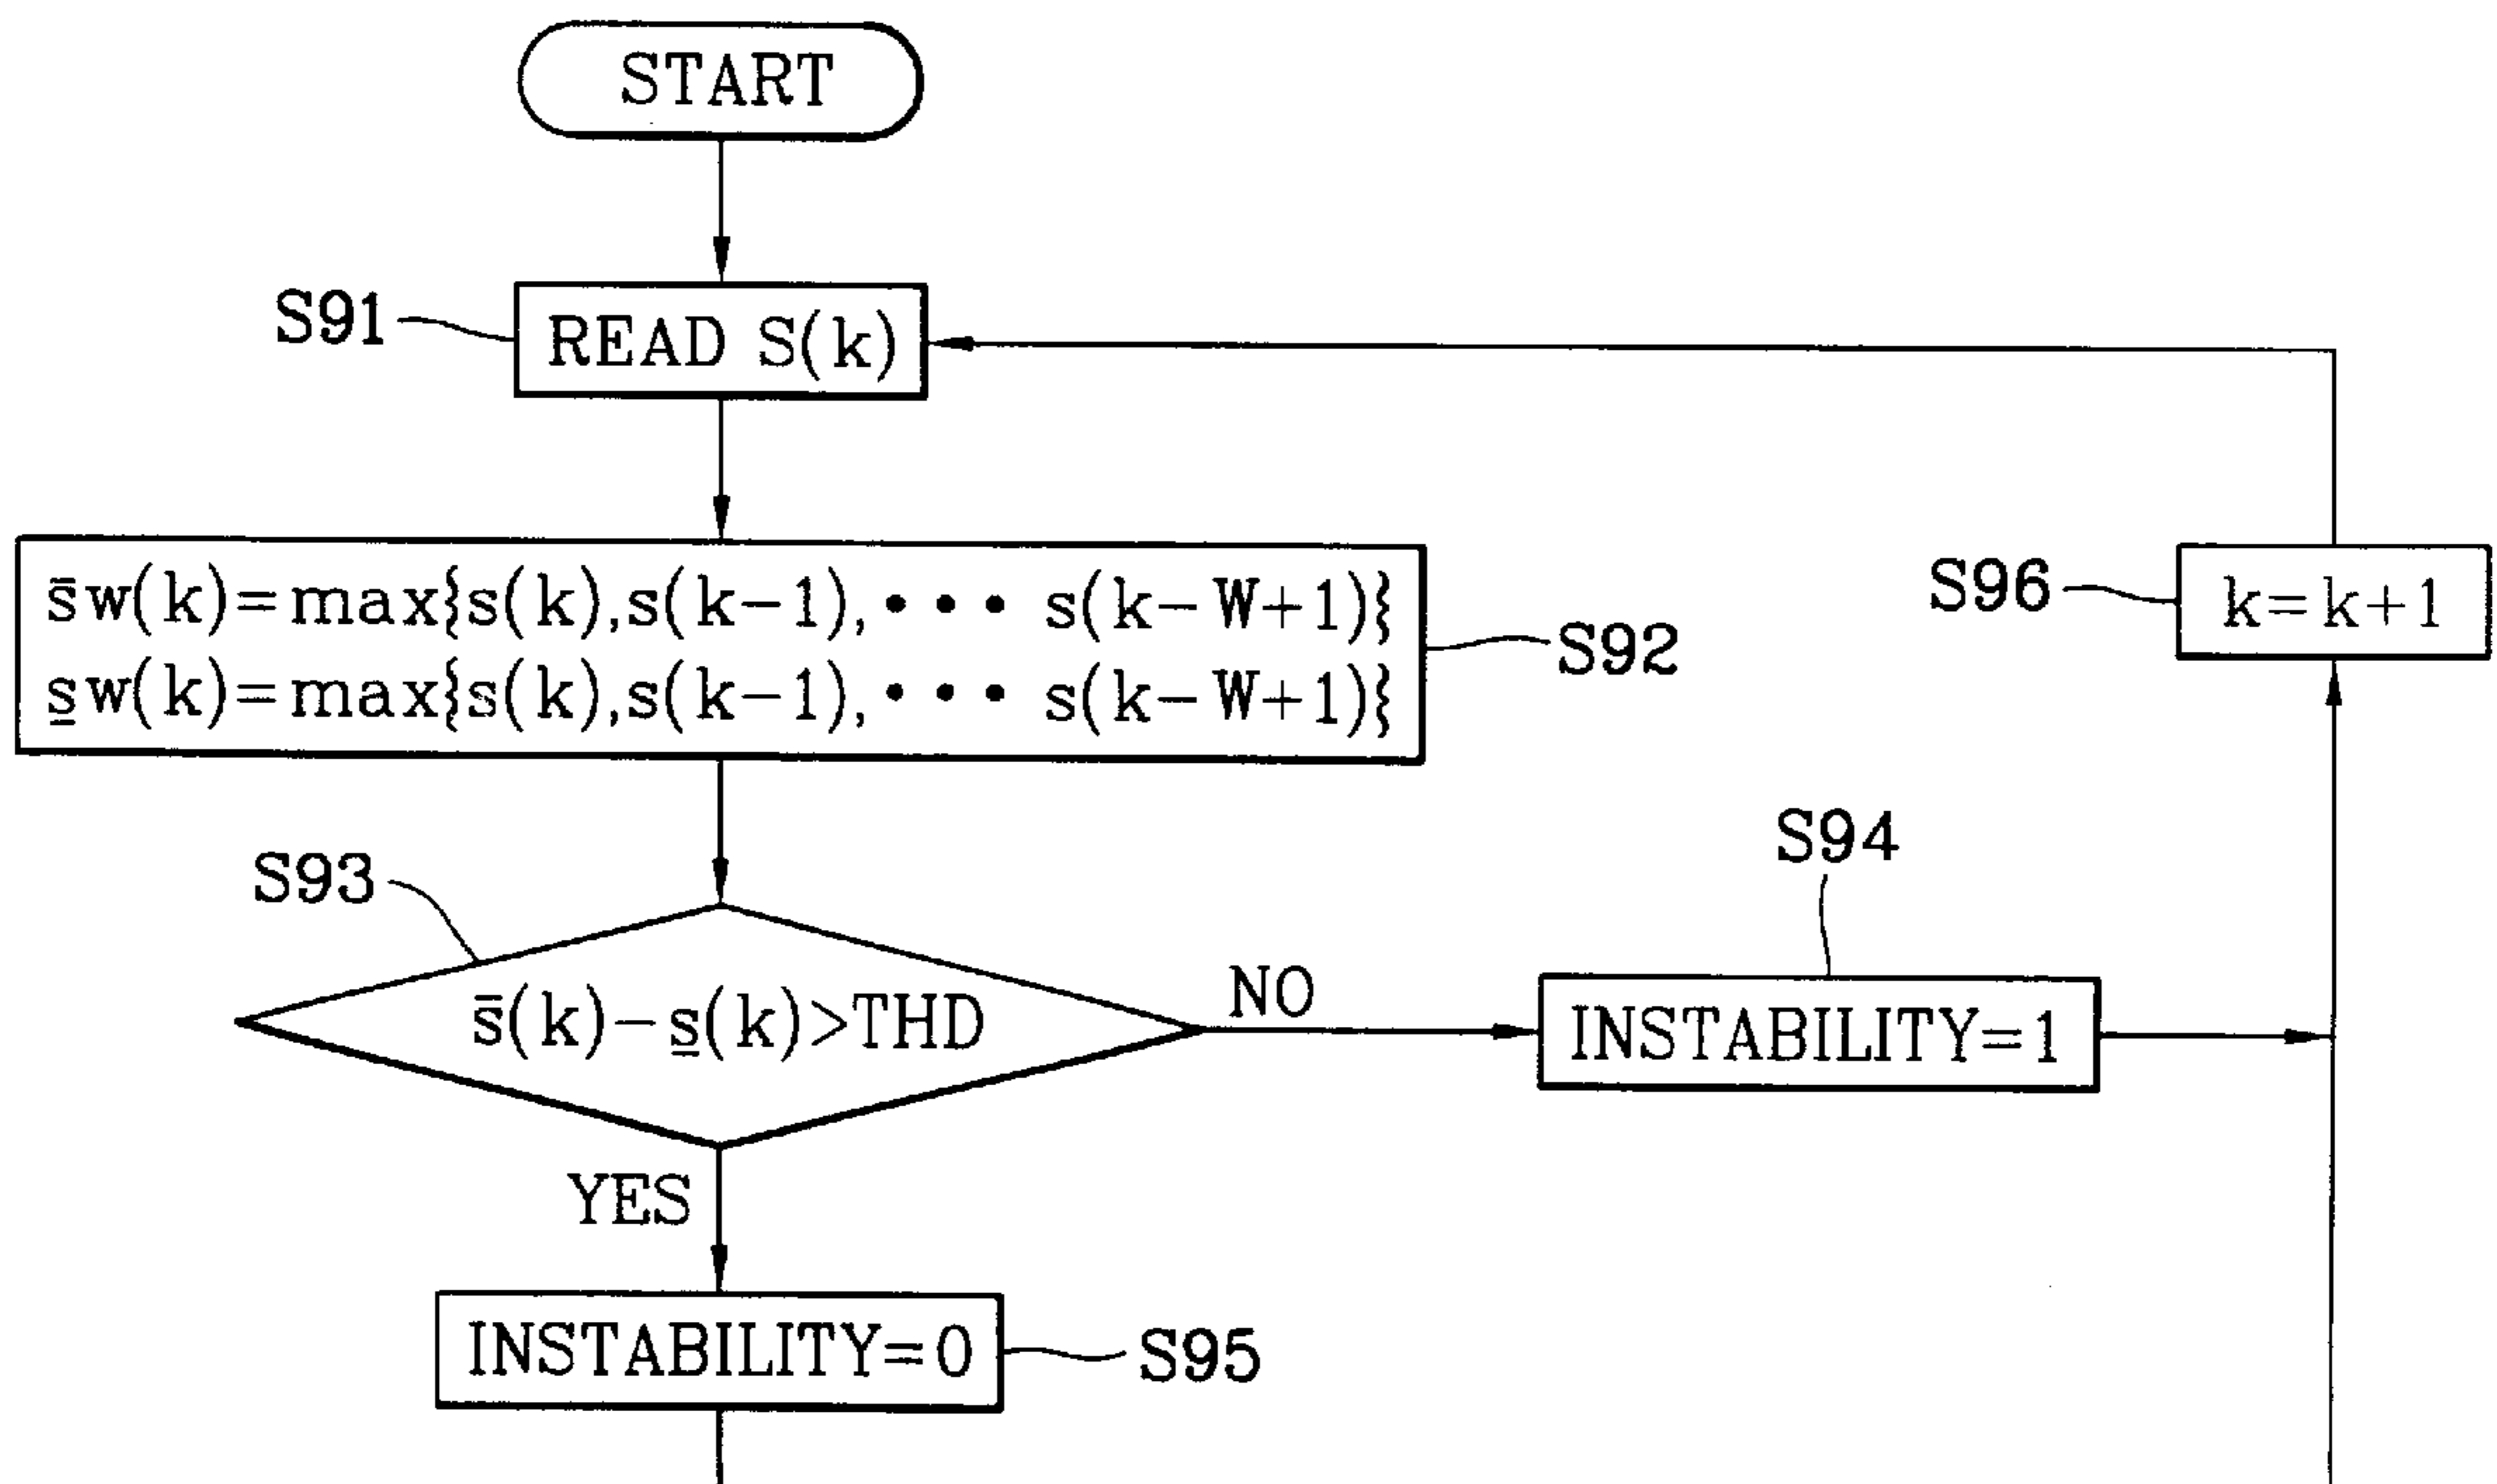 START
S91
READ S(k)
s̄w(k)=max{s(k),s(k-1),••• s(k-W+1)}
s̲w(k)=max{s(k),s(k-1),••• s(k-W+1)}
S92
S96
k=k+1
S93
s̄(k)-s̲(k)>THD
NO
S94
INSTABILITY=1
YES
INSTABILITY=0
S95